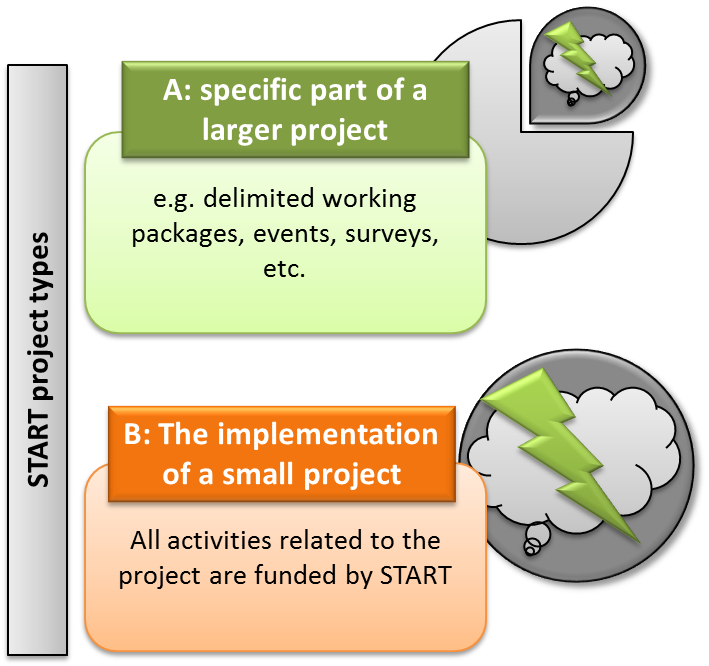 START project types
A: specific part of a
larger project
e.g. delimited working
packages, events, surveys,
etc.
B: The implementation
of a small project
All activities related to the
project are funded by START